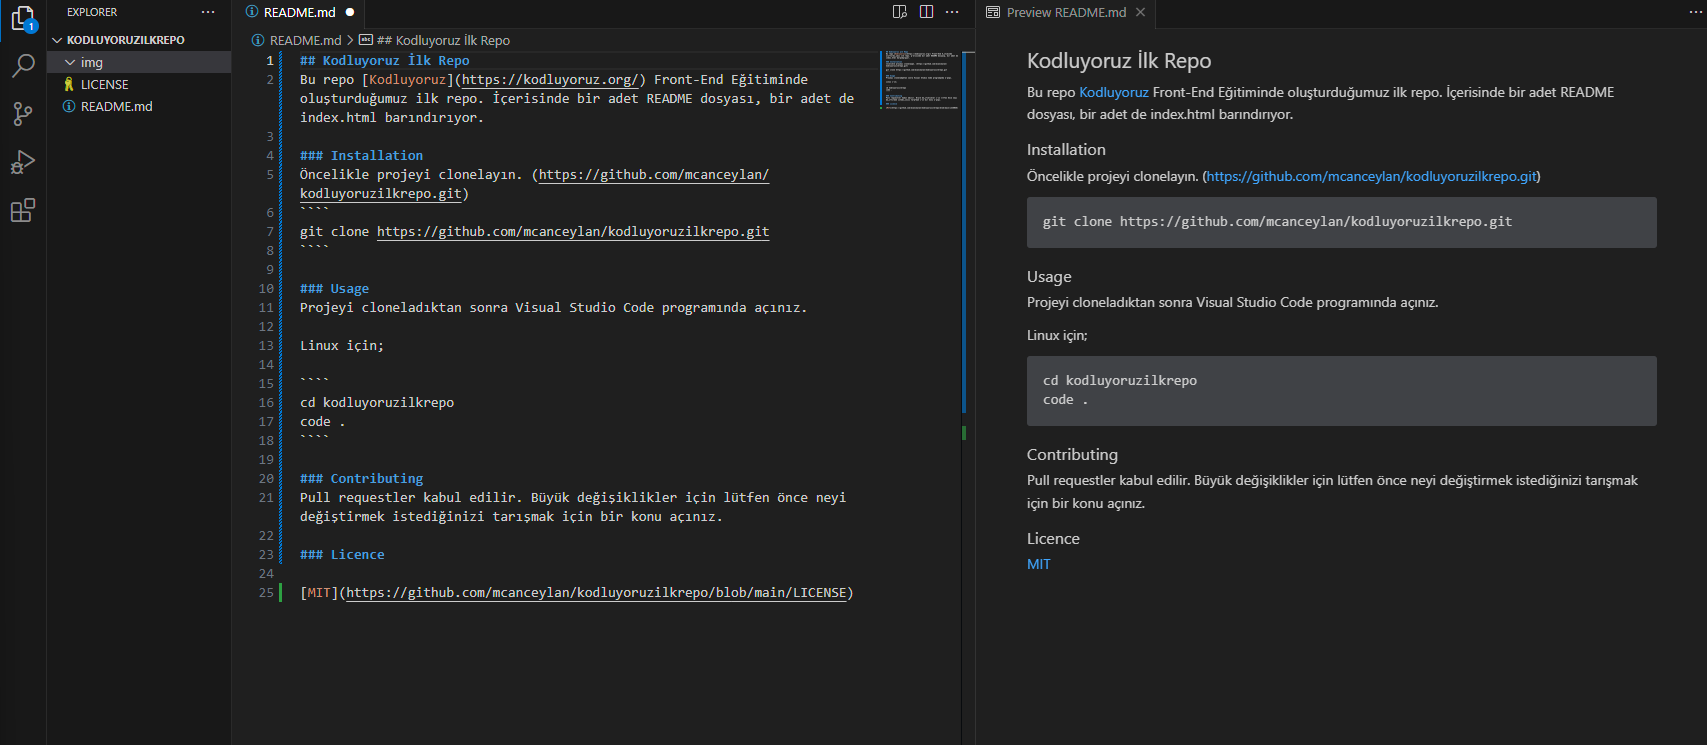 EXPLORER
KODLUYORUZILKREPO
img
LICENSE
README.md
1
README.md
README.md > ## Kodluyoruz İlk Repo
1 ## Kodluyoruz İlk Repo
2 Bu repo [Kodluyoruz](https://kodluyoruz.org/) Front-End Eğitiminde
oluşturduğumuz ilk repo. İçerisinde bir adet README dosyası, bir adet de
index.html barındırıyor.
3
4 ### Installation
5 Öncelikle projeyi clonelayın. (https://github.com/mcanceylan/
kodluyoruzilkrepo.git)
6 ````
7 git clone https://github.com/mcanceylan/kodluyoruzilkrepo.git
8 ````
9
10 ### Usage
11 Projeyi cloneladıktan sonra Visual Studio Code programında açınız.
12
13 Linux için;
14
15 ````
16 cd kodluyoruzilkrepo
17 code .
18 ````
19
20 ### Contributing
21 Pull requestler kabul edilir. Büyük değişiklikler için lütfen önce neyi
değiştirmek istediğinizi tarışmak için bir konu açınız.
22
23 ### Licence
24
25 [MIT](https://github.com/mcanceylan/kodluyoruzilkrepo/blob/main/LICENSE)
Preview README.md
Kodluyoruz İlk Repo
Bu repo Kodluyoruz Front-End Eğitiminde oluşturduğumuz ilk repo. İçerisinde bir adet README
dosyası, bir adet de index.html barındırıyor.
Installation
Öncelikle projeyi clonelayın. (https://github.com/mcanceylan/kodluyoruzilkrepo.git)
git clone https://github.com/mcanceylan/kodluyoruzilkrepo.git
Usage
Projeyi cloneladıktan sonra Visual Studio Code programında açınız.
Linux için;
cd kodluyoruzilkrepo
code .
Contributing
Pull requestler kabul edilir. Büyük değişiklikler için lütfen önce neyi değiştirmek istediğinizi tarışmak
için bir konu açınız.
Licence
MIT